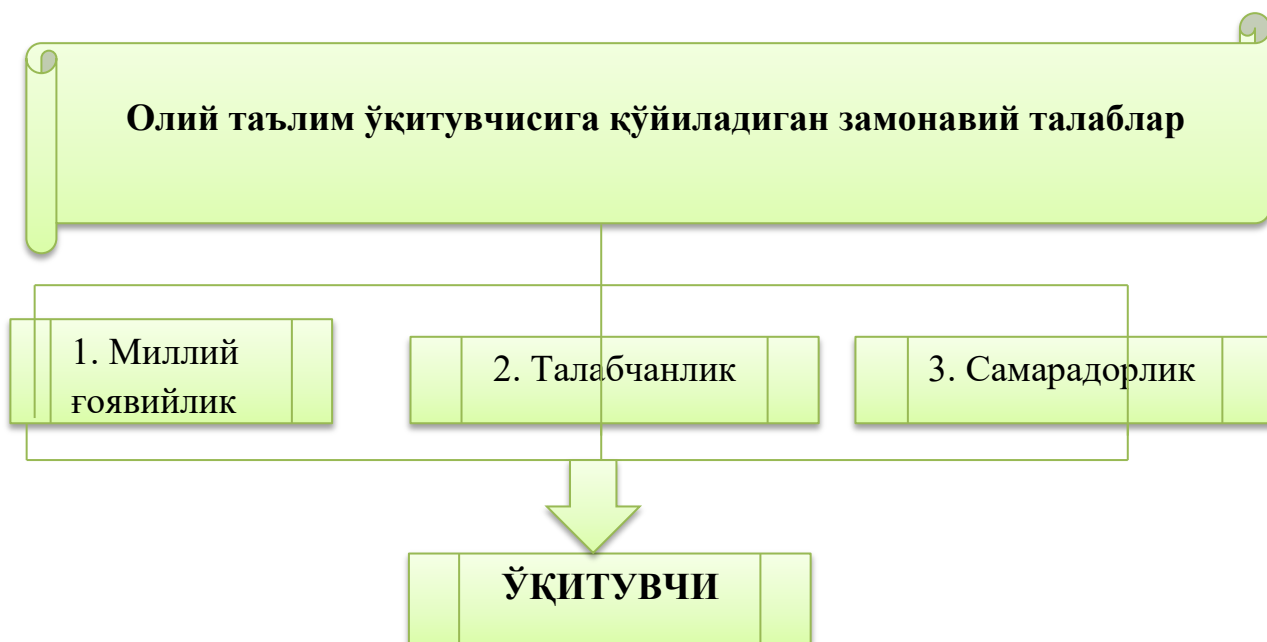 Олий таълим ўқитувчисига қўйиладиган замонавий талаблар
1. Миллий
ғоявийлик
2. Талабчанлик
3. Самарадорлик
ЎҚИТУВЧИ